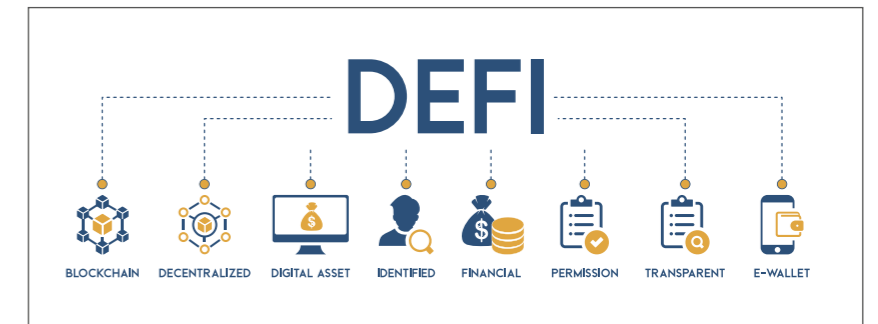 DEFI
BLOCKCHAIN DECENTRALIZED DIGITAL ASSET IDENTIFIED FINANCIAL PERMISSION TRANSPARENT E-WALLET